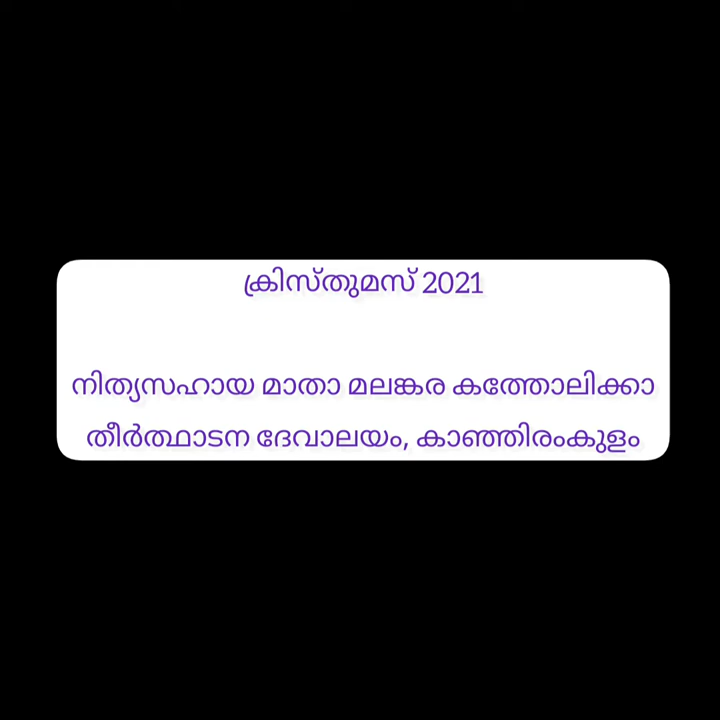 ക്രിസ്തുമസ് 2021
നിത്യസഹായ മാതാ മലങ്കര കത്തോലിക്കാ
തീർത്ഥാടന ദേവാലയം, കാഞ്ഞിരംകുളം